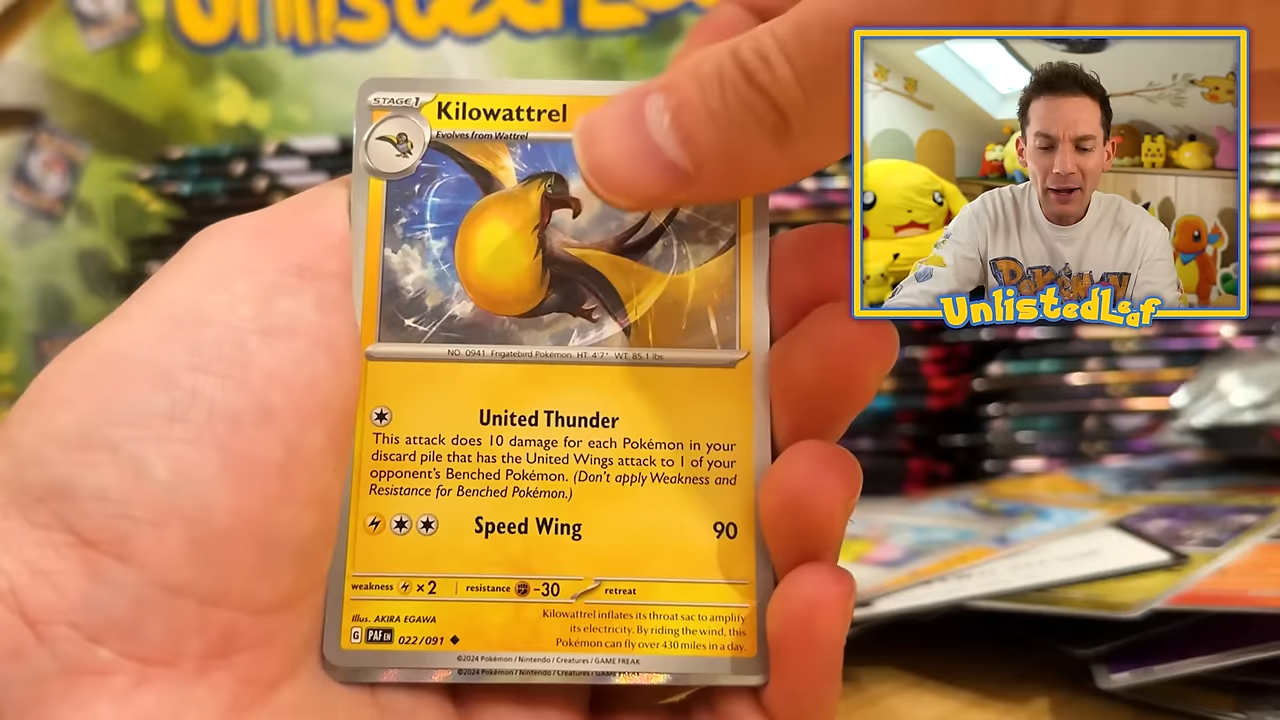 UnlistedLeaf
STAGE 1
Kilowattrel
Evolves from Wattrel
POKÉMON
UnlistedLeaf
NO. 0941 Frigatebird Pokémon HT: 4'7" WT: 85.1 lbs.
United Thunder
This attack does 10 damage for each Pokémon in your
discard pile that has the United Wings attack to 1 of your
opponent's Benched Pokémon. (Don't apply Weakness and
Resistance for Benched Pokémon.)
Speed Wing 90
weakness ×2 resistance -30 retreat
Illus. AKIRA EGAWA
G PAF EN 022/091
Kilowattrel inflates its throat sac to amplify
its electricity. By riding the wind, this
Pokémon can fly over 430 miles in a day.
©2024 Pokémon / Nintendo / Creatures / GAME FREAK
©2024 Pokémon / Nintendo / Creatures / GAME FREAK